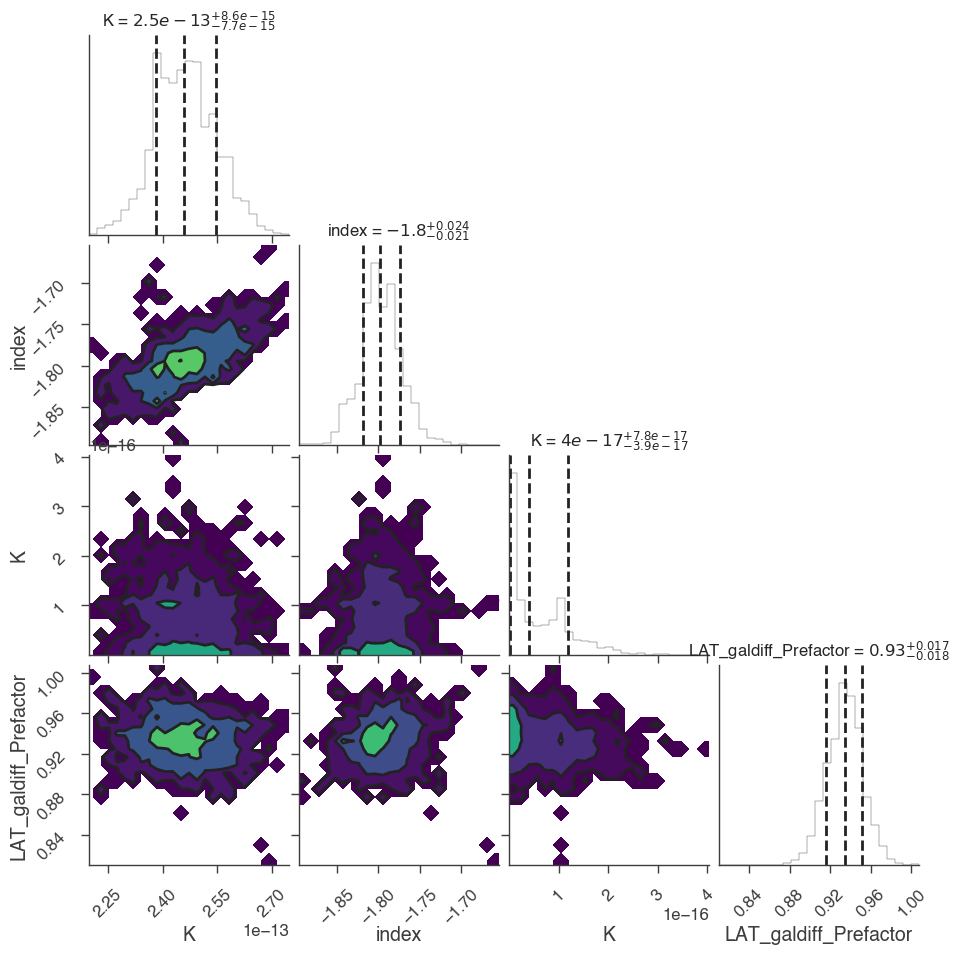 K = 2.5e − 13 +8.6e−15 −7.7e−15
index = −1.8 +0.024 −0.021
−1.70
−1.75
−1.80
−1.85
index
1e−16
K = 4e − 17 +7.8e−17 −3.9e−17
4
3
2
1
K
LAT_galdiff_Prefactor = 0.93 +0.017 −0.018
1.00
0.96
0.92
0.88
0.84
LAT_galdiff_Prefactor
2.25 2.40 2.55 2.70
1e−13
K
−1.85 −1.80 −1.75 −1.70
index
1 2 3 4
1e−16
K
0.84 0.88 0.92 0.96 1.00
LAT_galdiff_Prefactor